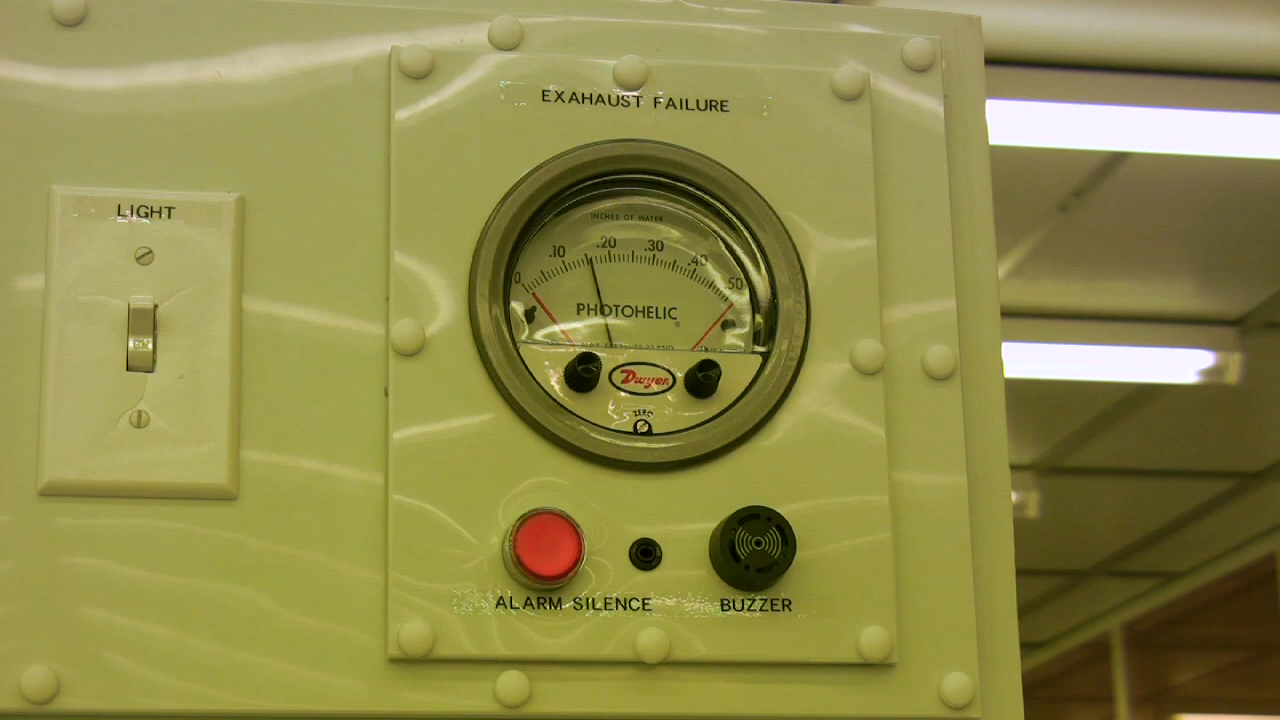 EXAHAUST FAILURE
LIGHT
INCHES OF WATER
0 .10 .20 .30 .40 .50
PHOTOHELIC
®
Dwyer
ZERO
ALARM SILENCE
BUZZER